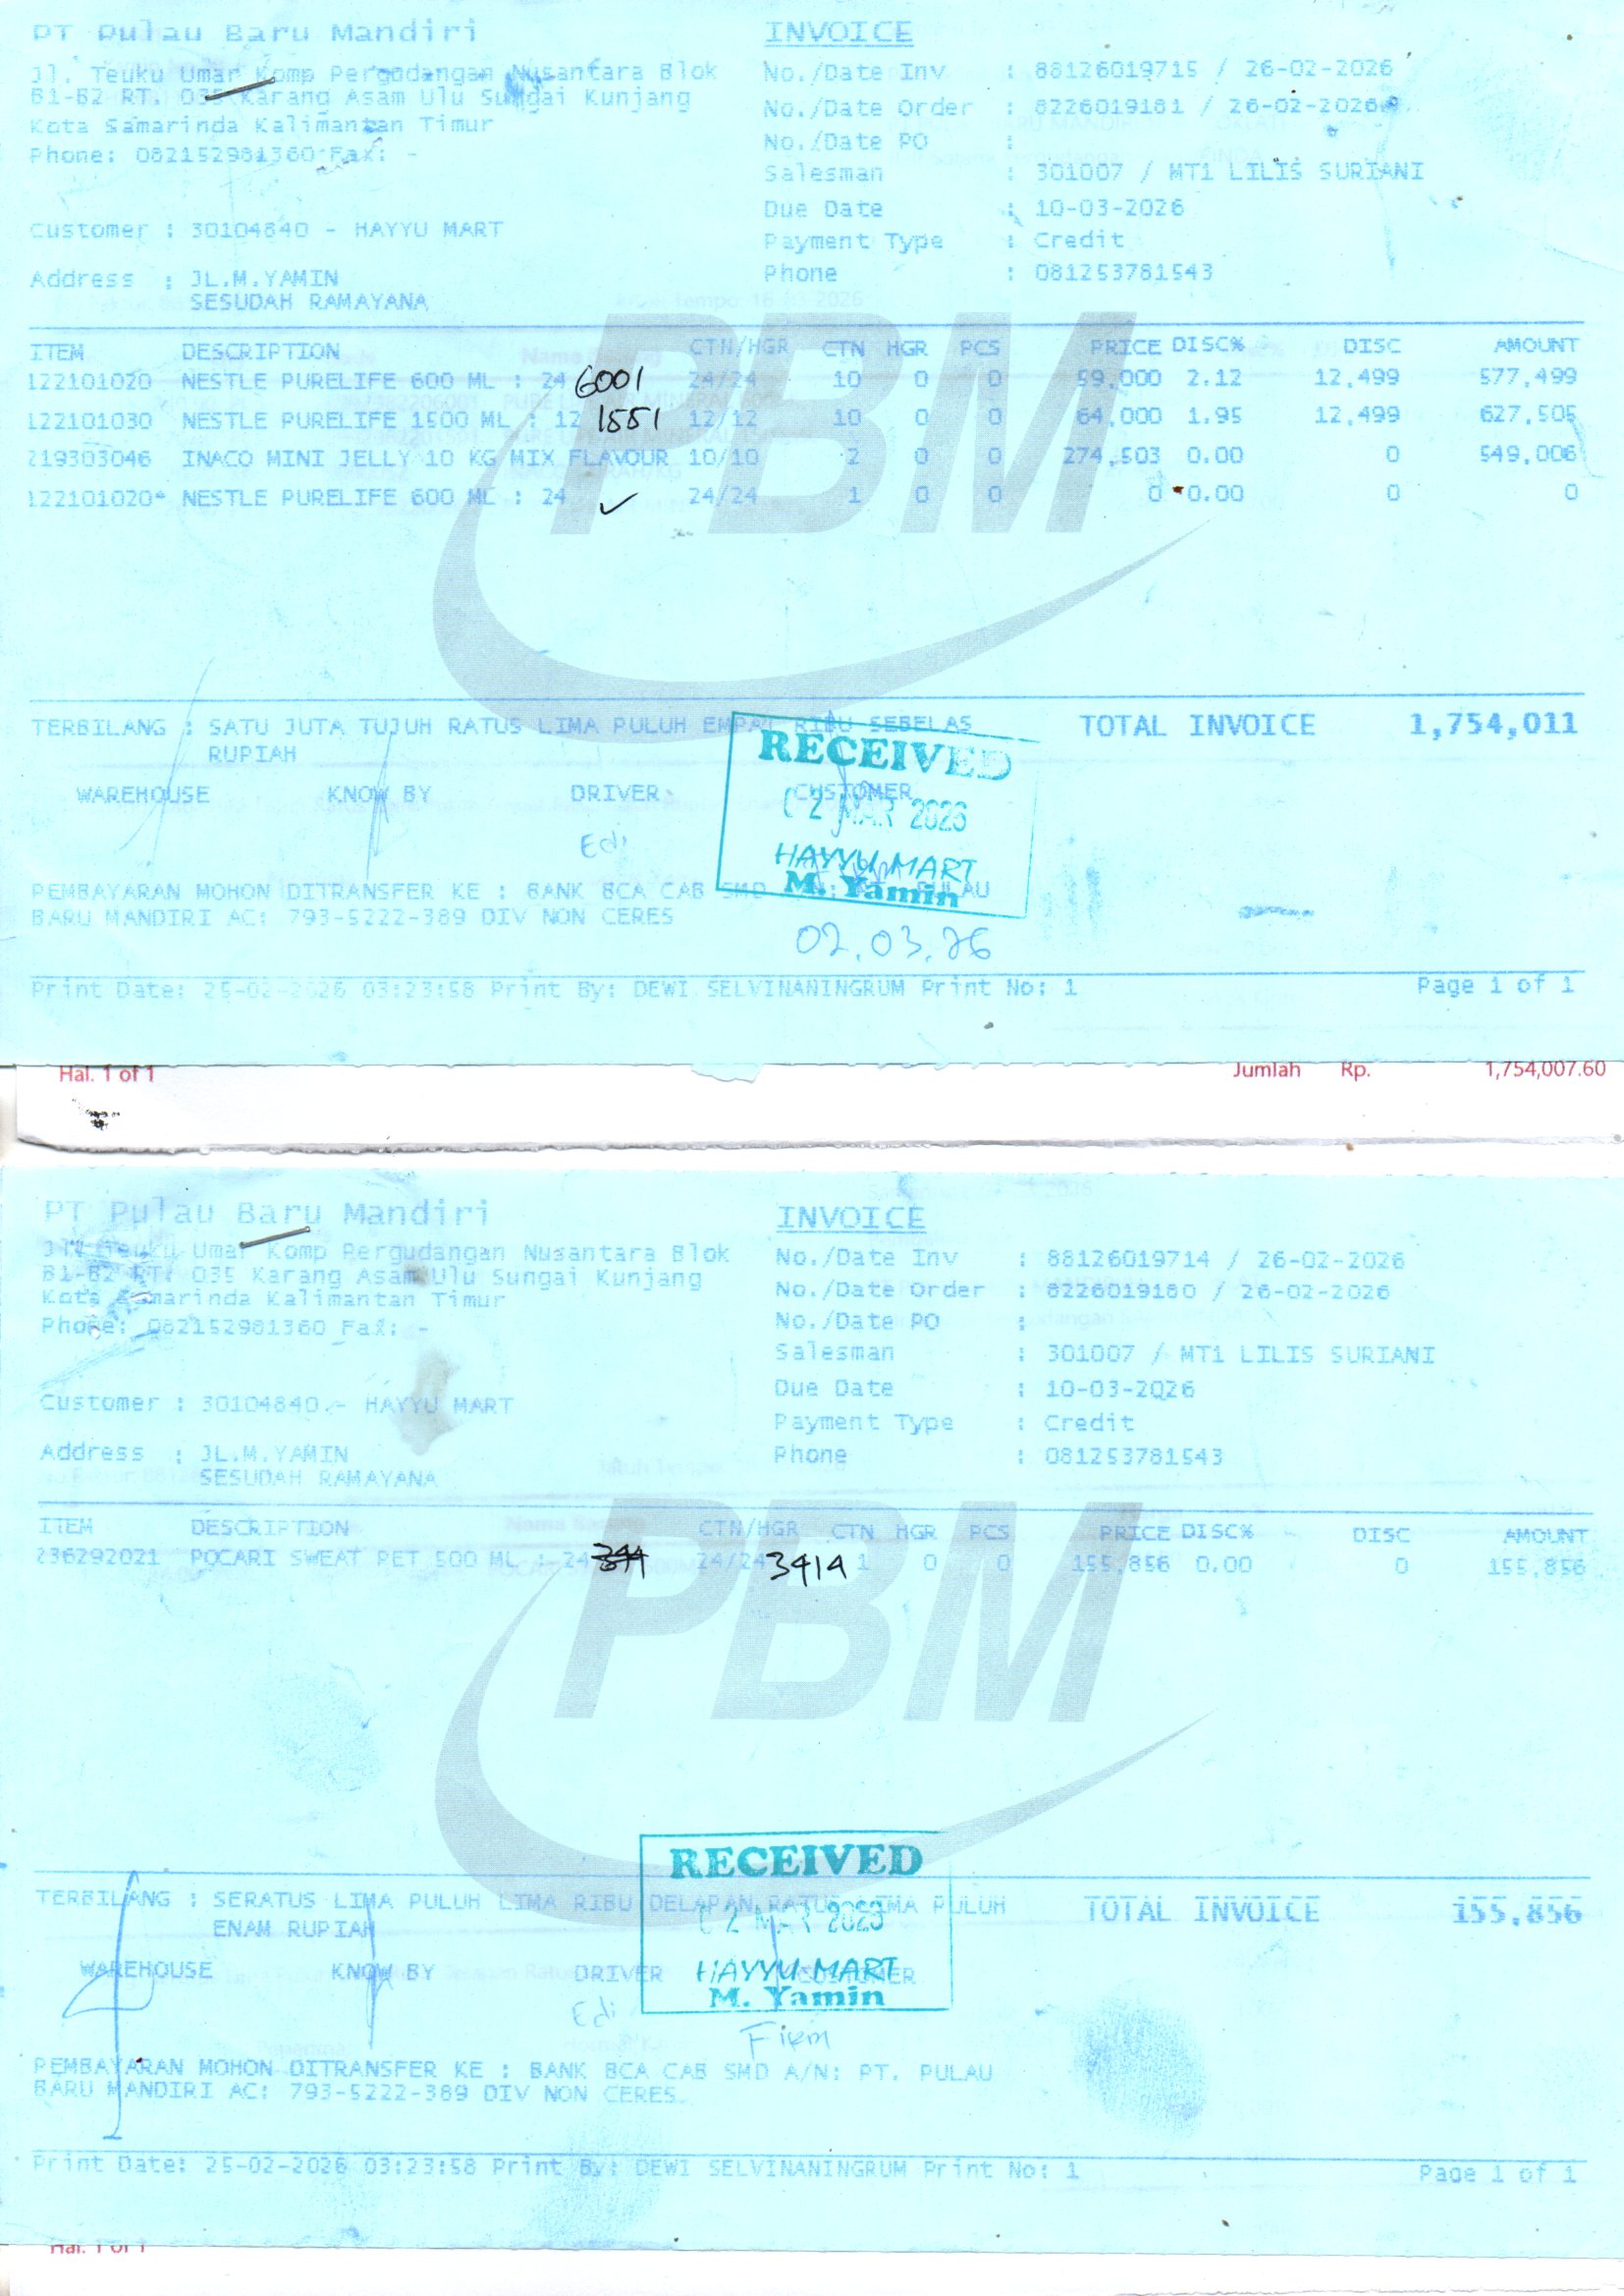 PT Pulau Baru Mandiri
Jl. Teuku Umar Komp Pergudangan Nusantara Blok
B1-B2 RT. 035 Karang Asam Ulu Sungai Kunjang
Kota Samarinda Kalimantan Timur
Phone: 082152981360 Fax: -
INVOICE
No./Date Inv : 88126019715 / 26-02-2026
No./Date Order : 8226019181 / 26-02-2026
No./Date PO :
Salesman : 301007 / MT1 LILIS SURIANI
Due Date : 10-03-2026
Payment Type : Credit
Phone : 081253781543
Customer : 30104840 - HAYYU MART
Address : JL.M.YAMIN
SESUDAH RAMAYANA
ITEM DESCRIPTION CTN/HGR CTN HGR PCS PRICE DISC% DISC AMOUNT
122101020 NESTLE PURELIFE 600 ML : 24 6001 24/24 10 0 0 59,000 2.12 12,499 577,499
122101030 NESTLE PURELIFE 1500 ML : 12 1551 12/12 10 0 0 64,000 1.95 12,499 627,505
219303046 INACO MINI JELLY 10 KG MIX FLAVOUR 10/10 2 0 0 274,503 0.00 0 549,006
122101020* NESTLE PURELIFE 600 ML : 24 ✓ 24/24 1 0 0 0 0.00 0 0
PBM
TERBILANG : SATU JUTA TUJUH RATUS LIMA PULUH EMPAT RIBU SEBELAS
RUPIAH
TOTAL INVOICE 1,754,011
RECEIVED
WAREHOUSE KNOW BY DRIVER CUSTOMER
02 MAR 2026
Edi
HAYYU MART
M. Yamin
PEMBAYARAN MOHON DITRANSFER KE : BANK BCA CAB SMD PULAU
BARU MANDIRI AC: 793-5222-389 DIV NON CERES
02.03.26
Print Date: 25-02-2026 03:23:58 Print By: DEWI SELVINANINGRUM Print No: 1 Page 1 of 1
Hal. 1 of 1 Jumlah Rp. 1,754,007.60
PT Pulau Baru Mandiri
Jl. Teuku Umar Komp Pergudangan Nusantara Blok
B1-B2 RT. 035 Karang Asam Ulu Sungai Kunjang
Kota Samarinda Kalimantan Timur
Phone: 082152981360 Fax: -
INVOICE
No./Date Inv : 88126019714 / 26-02-2026
No./Date Order : 8226019180 / 26-02-2026
No./Date PO :
Salesman : 301007 / MT1 LILIS SURIANI
Due Date : 10-03-2026
Payment Type : Credit
Phone : 081253781543
Customer : 30104840 - HAYYU MART
Address : JL.M.YAMIN
SESUDAH RAMAYANA
ITEM DESCRIPTION CTN/HGR CTN HGR PCS PRICE DISC% DISC AMOUNT
236292021 POCARI SWEAT PET 500 ML : 24 24/24 3414 1 0 0 155,856 0.00 0 155,856
PBM
RECEIVED
TERBILANG : SERATUS LIMA PULUH LIMA RIBU DELAPAN RATUS LIMA PULUH
ENAM RUPIAH
TOTAL INVOICE 155,856
02 MAR
WAREHOUSE KNOW BY DRIVER CUSTOMER
HAYYU MART
M. Yamin
Edi
PEMBAYARAN MOHON DITRANSFER KE : BANK BCA CAB SMD A/N: PT. PULAU
BARU MANDIRI AC: 793-5222-389 DIV NON CERES
Print Date: 25-02-2026 03:23:58 Print By: DEWI SELVINANINGRUM Print No: 1 Page 1 of 1
Hal. 1 of 1